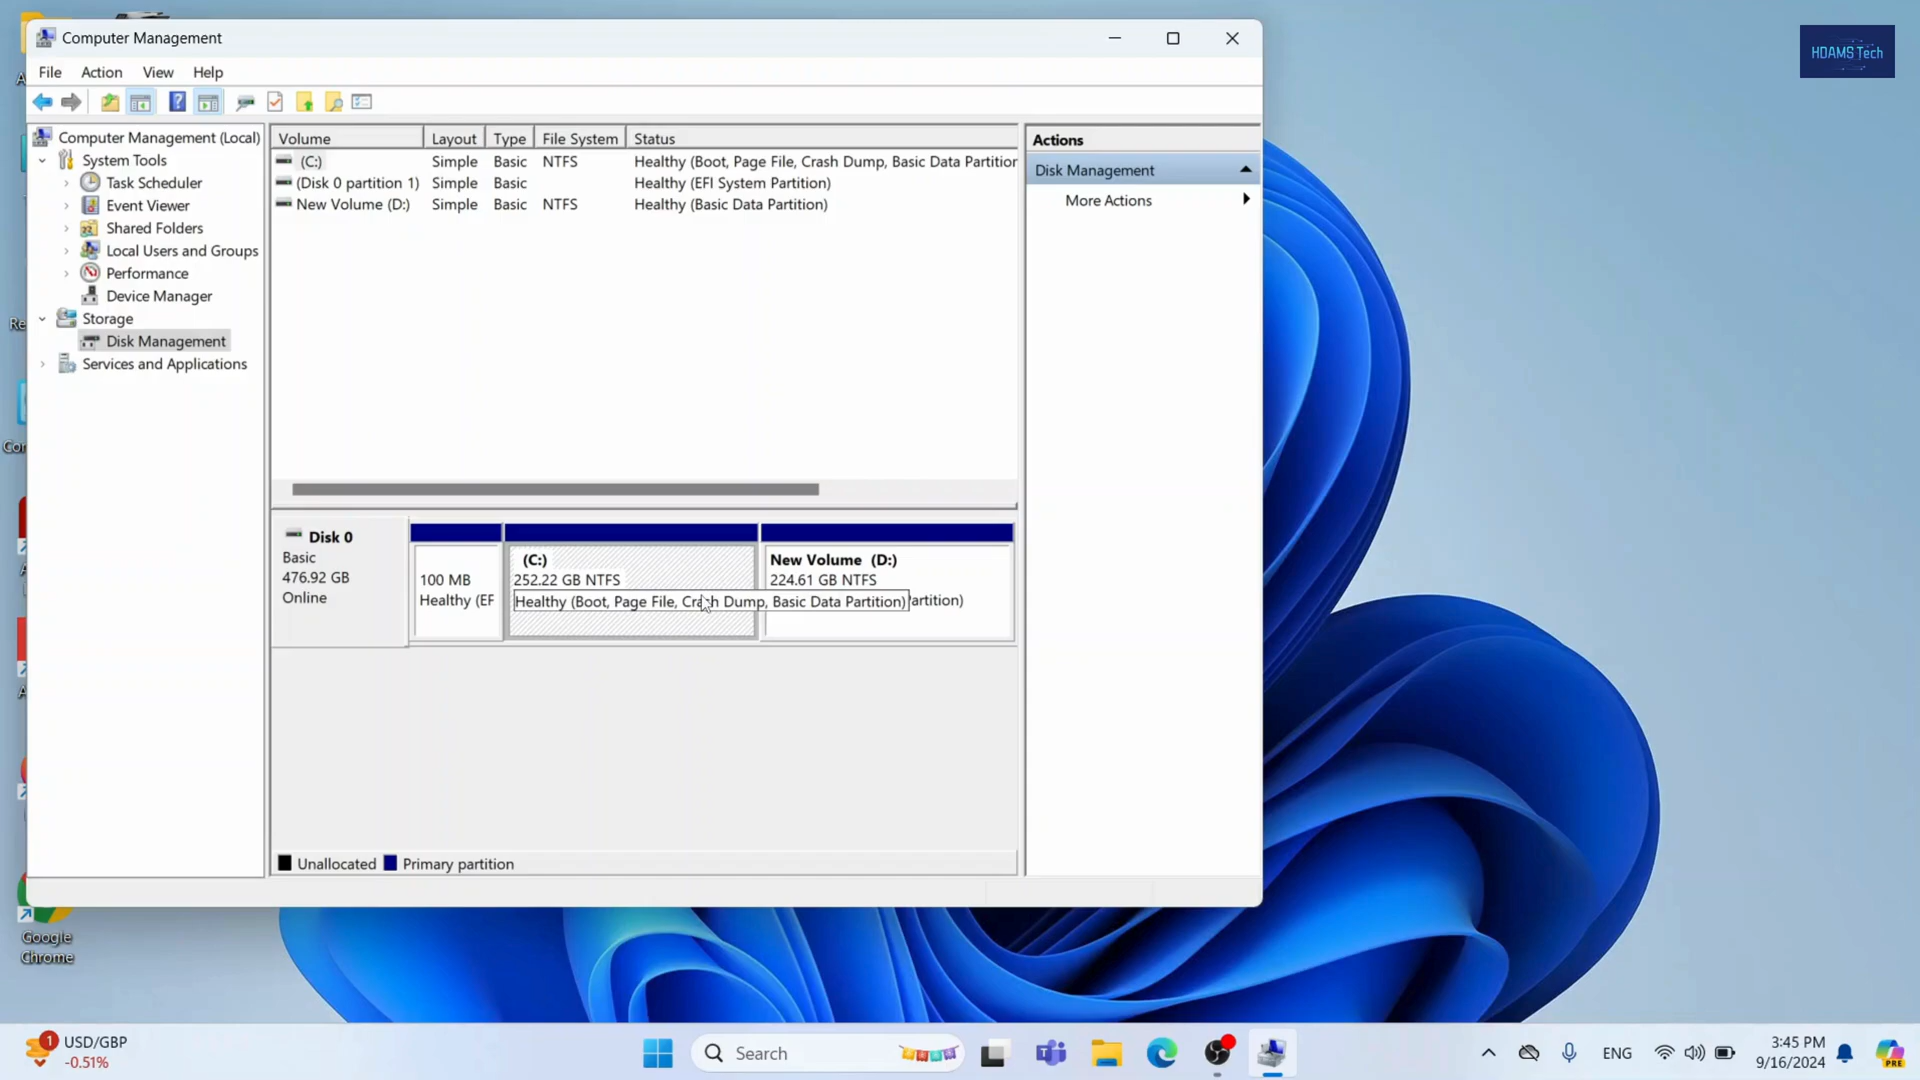 Computer Management
HDAMS Tech
File Action View Help
Computer Management (Local)
System Tools
Task Scheduler
Event Viewer
Shared Folders
Local Users and Groups
Performance
Device Manager
Storage
Disk Management
Services and Applications
Volume Layout Type File System Status
(C:) Simple Basic NTFS Healthy (Boot, Page File, Crash Dump, Basic Data Partition
(Disk 0 partition 1) Simple Basic Healthy (EFI System Partition)
New Volume (D:) Simple Basic NTFS Healthy (Basic Data Partition)
Actions
Disk Management
More Actions
Disk 0
Basic
476.92 GB
Online
100 MB
Healthy (EF
(C:)
252.22 GB NTFS
Healthy (Boot, Page File, Crash Dump, Basic Data Partition)
New Volume (D:)
224.61 GB NTFS
artition)
Unallocated Primary partition
Google
Chrome
1
USD/GBP
-0.51%
Search
ENG
3:45 PM
9/16/2024
PRE